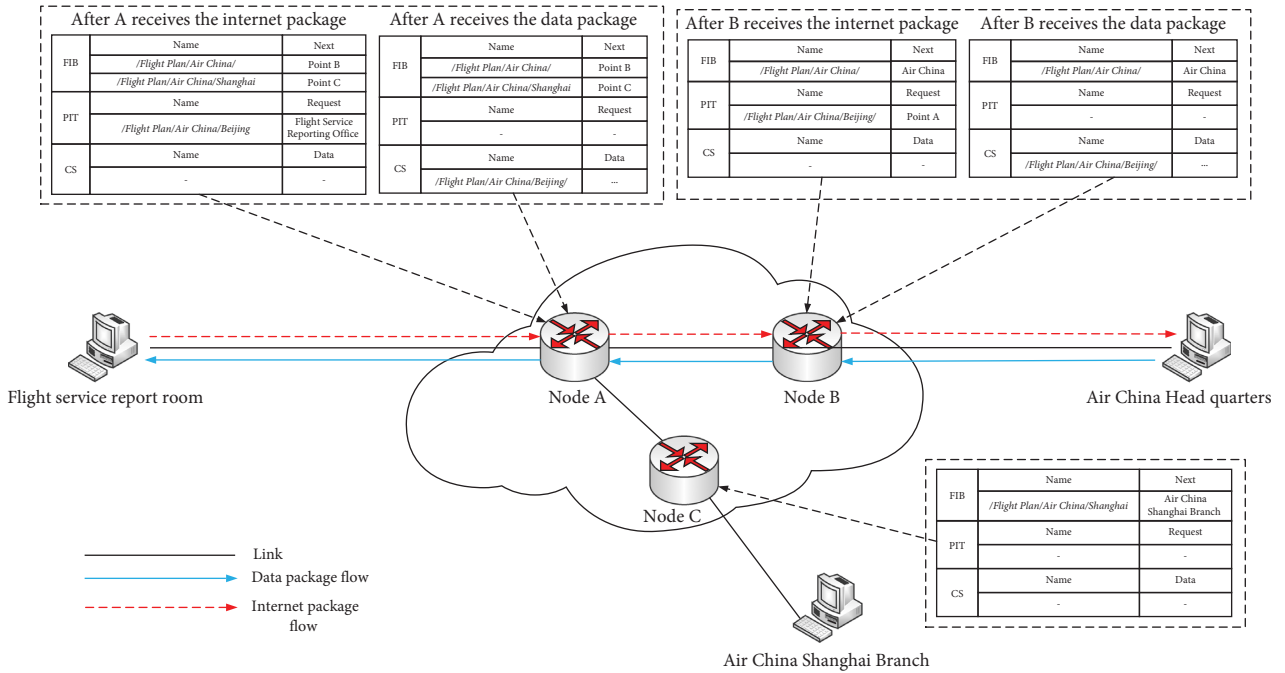 After A receives the internet package
FIB
Name
Next
/Flight Plan/Air China/
Point B
/Flight Plan/Air China/Shanghai
Point C
PIT
Name
Request
/Flight Plan/Air China/Beijing
Flight Service
Reporting Office
CS
Name
Data
-
-
After A receives the data package
FIB
Name
Next
/Flight Plan/Air China/
Point B
/Flight Plan/Air China/Shanghai
Point C
PIT
Name
Request
-
-
CS
Name
Data
/Flight Plan/Air China/Beijing/
...
After B receives the internet package
FIB
Name
Next
/Flight Plan/Air China/
Air China
PIT
Name
Request
/Flight Plan/Air China/Beijing/
Point A
CS
Name
Data
-
-
After B receives the data package
FIB
Name
Next
/Flight Plan/Air China/
Air China
PIT
Name
Request
-
-
CS
Name
Data
/Flight Plan/Air China/Beijing/
...
Flight service report room
Node A
Node B
Air China Head quarters
Node C
FIB
Name
Next
/Flight Plan/Air China/Shanghai
Air China
Shanghai Branch
PIT
Name
Request
-
-
CS
Name
Data
-
-
Link
Data package flow
Internet package
flow
Air China Shanghai Branch